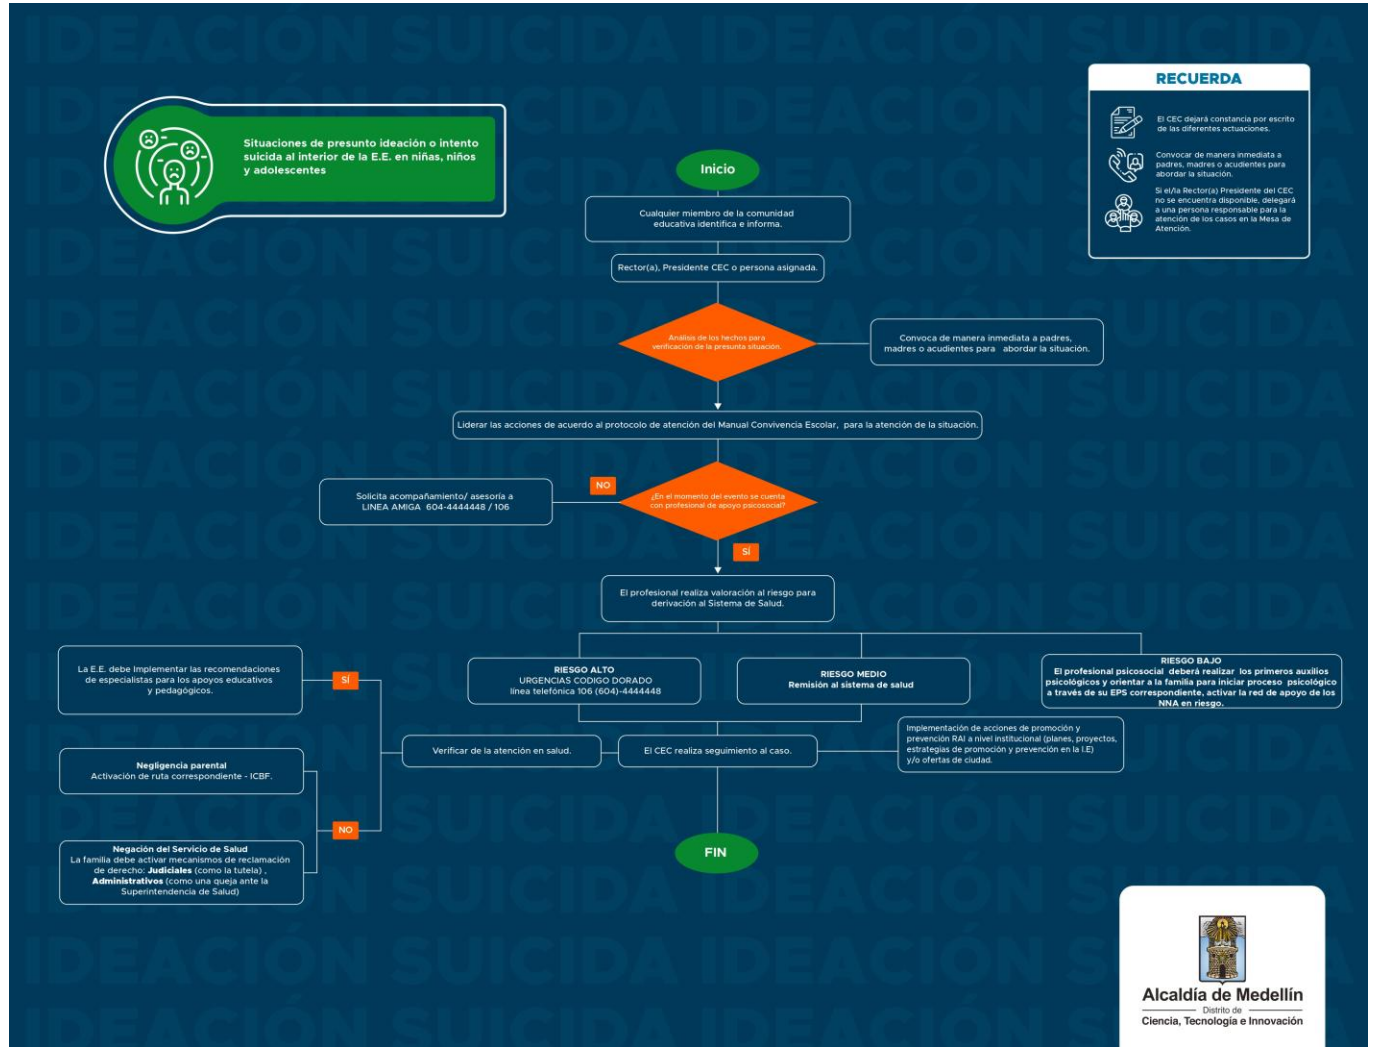 IDEACIÓN SUICIDA IDEACIÓN SUICIDA
Situaciones de presunto ideación o intento
suicida al interior de la E.E. en niñas, niños
y adolescentes
RECUERDA
El CEC dejará constancia por escrito
de las diferentes actuaciones.
Convocar de manera inmediata a
padres, madres o acudientes para
abordar la situación.
Si el/la Rector(a) Presidente del CEC
no se encuentra disponible, delegará
a una persona responsable para la
atención de los casos en la Mesa de
Atención.
Inicio
Cualquier miembro de la comunidad
educativa identifica e informa.
Rector(a), Presidente CEC o persona asignada.
Análisis de los hechos para
verificación de la presunta situación.
Convoca de manera inmediata a padres,
madres o acudientes para abordar la situación.
Liderar las acciones de acuerdo al protocolo de atención del Manual Convivencia Escolar, para la atención de la situación.
¿En el momento del evento se cuenta
con profesional de apoyo psicosocial?
NO
Solicita acompañamiento/ asesoría a
LINEA AMIGA 604-4444448 / 106
SÍ
El profesional realiza valoración al riesgo para
derivación al Sistema de Salud.
RIESGO ALTO
URGENCIAS CODIGO DORADO
línea telefónica 106 (604)-4444448
RIESGO MEDIO
Remisión al sistema de salud
RIESGO BAJO
El profesional psicosocial deberá realizar los primeros auxilios
psicológicos y orientar a la familia para iniciar proceso psicológico
a través de su EPS correspondiente, activar la red de apoyo de los
NNA en riesgo.
El CEC realiza seguimiento al caso.
Implementación de acciones de promoción y
prevención RAI a nivel institucional (planes, proyectos,
estrategias de promoción y prevención en la I.E)
y/o ofertas de ciudad.
Verificar de la atención en salud.
SÍ
La E.E. debe Implementar las recomendaciones
de especialistas para los apoyos educativos
y pedagógicos.
NO
Negligencia parental
Activación de ruta correspondiente - ICBF.
Negación del Servicio de Salud
La familia debe activar mecanismos de reclamación
de derecho: Judiciales (como la tutela) ,
Administrativos (como una queja ante la
Superintendencia de Salud)
FIN
Alcaldía de Medellín
Distrito de
Ciencia, Tecnología e Innovación